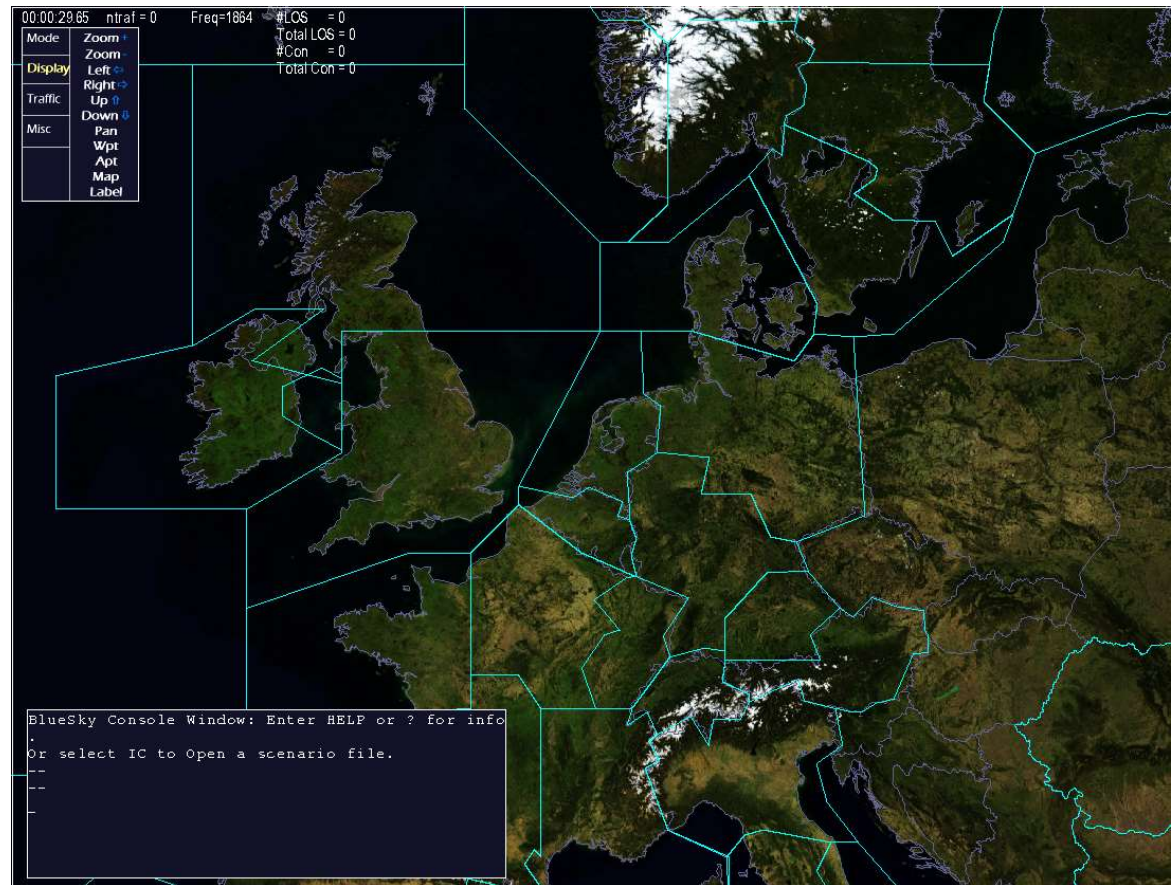 00:00:29.65 ntraf = 0 Freq=1864 #LOS = 0
Total LOS = 0
#Con = 0
Total Con = 0
Mode
Display
Traffic
Misc
Zoom +
Zoom -
Left ⇦
Right ⇨
Up ⇧
Down ⇩
Pan
Wpt
Apt
Map
Label
BlueSky Console Window: Enter HELP or ? for info
.
Or select IC to Open a scenario file.
--
--
_